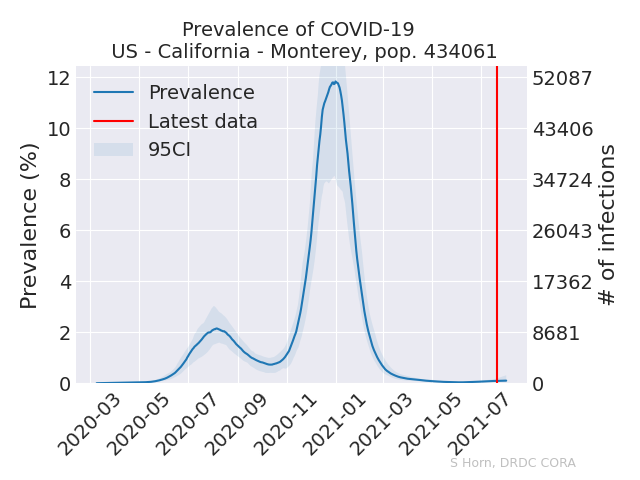 Prevalence of COVID-19
US - California - Monterey, pop. 434061
Prevalence
Latest data
95CI
Prevalence (%)
12
10
8
6
4
2
0
52087
43406
34724
26043
17362
8681
0
# of infections
2020-03
2020-05
2020-07
2020-09
2020-11
2021-01
2021-03
2021-05
2021-07
S Horn, DRDC CORA